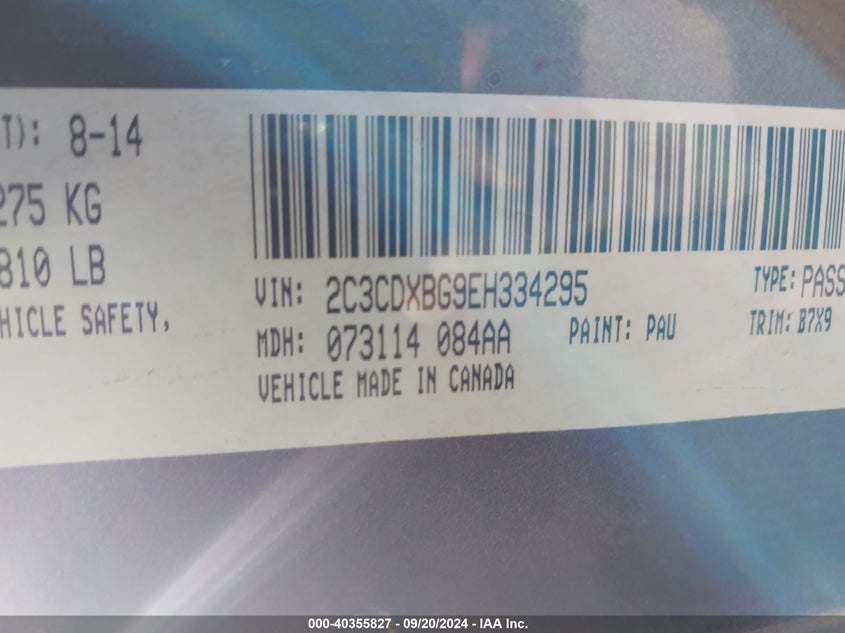 T): 8-14
275 KG
810 LB
HICLE SAFETY,
VIN: 2C3CDXBG9EH334295 TYPE: PASS
MDH: 073114 084AA PAINT: PAU TRIM: B7X9
VEHICLE MADE IN CANADA
000-40355827 - 09/20/2024 - IAA Inc.